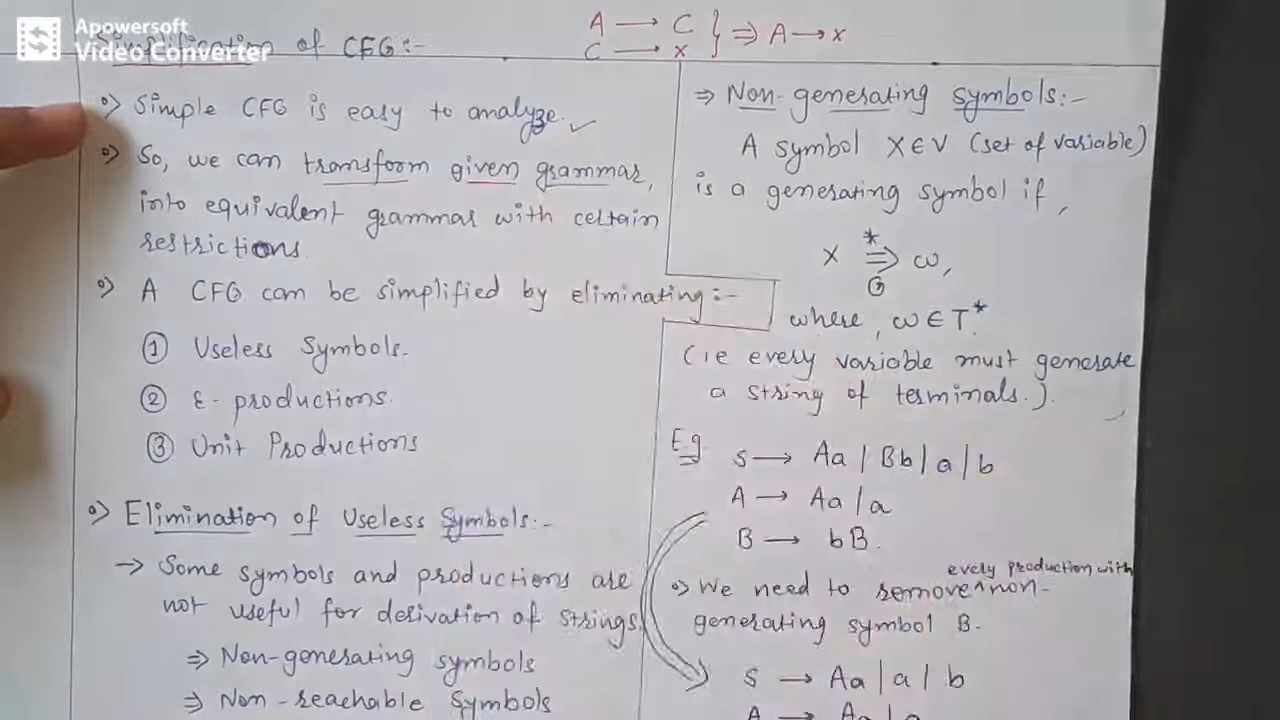 Apowersoft
Video Converter
Simplification of CFG:-
A → C
C → x } ⇒ A → x
o) Simple CFG is easy to analyze. ✓
o) So, we can transform given grammar,
into equivalent grammar with certain
restrictions
o) A CFG can be simplified by eliminating:-
① Useless Symbols.
② ε-productions.
③ Unit Productions
o) Elimination of Useless Symbols:-
→ Some symbols and productions are
not useful for derivation of strings
⇒ Non-generating symbols
⇒ Non-reachable Symbols
⇒ Non-generating symbols:-
A symbol X∈V (set of variable)
is a generating symbol if,
X *⇒G ω,
where, ω∈T*
(ie every variable must generate
a string of terminals.).
Eg S → Aa | Bb | a | b
A → Aa | a
B → bB.
every production with
o) We need to remove ^ non-
generating symbol B.
S → Aa | a | b
A → Aa | a